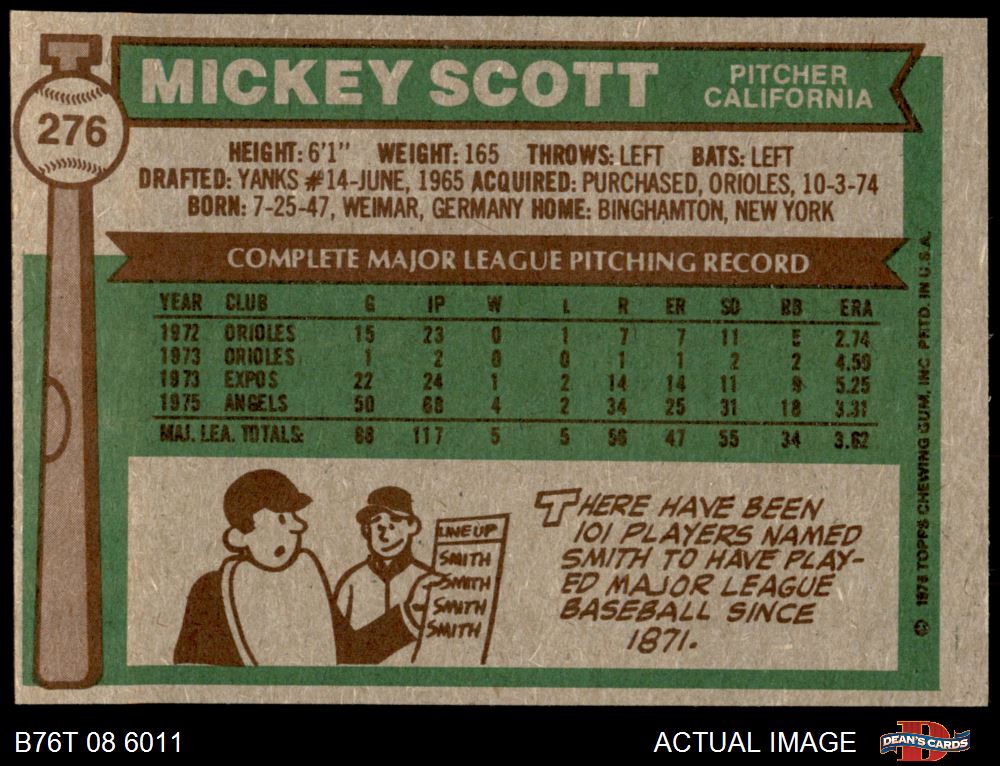 MICKEY SCOTT
PITCHER
CALIFORNIA
276
HEIGHT: 6'1" WEIGHT: 165 THROWS: LEFT BATS: LEFT
DRAFTED: YANKS #14-JUNE, 1965 ACQUIRED: PURCHASED, ORIOLES, 10-3-74
BORN: 7-25-47, WEIMAR, GERMANY HOME: BINGHAMTON, NEW YORK
COMPLETE MAJOR LEAGUE PITCHING RECORD
YEAR CLUB G IP W L R ER SO BB ERA
1972 ORIOLES 15 23 0 1 7 7 11 5 2.74
1973 ORIOLES 1 2 0 0 1 1 2 2 4.50
1973 EXPOS 22 24 1 2 14 14 11 9 5.25
1975 ANGELS 50 68 4 2 34 25 31 18 3.31
MAJ. LEA. TOTALS: 88 117 5 5 56 47 55 34 3.62
LINE UP
SMITH
SMITH
SMITH
SMITH
THERE HAVE BEEN
101 PLAYERS NAMED
SMITH TO HAVE PLAY-
ED MAJOR LEAGUE
BASEBALL SINCE
1871.
© 1976 TOPPS CHEWING GUM, INC PRTD. IN U.S.A.
B76T 08 6011
ACTUAL IMAGE
DEAN'S CARDS